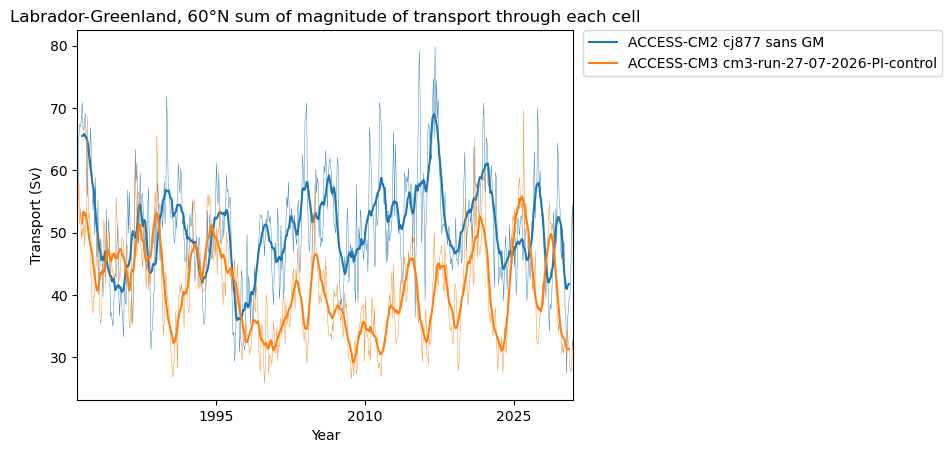 Labrador-Greenland, 60°N sum of magnitude of transport through each cell
ACCESS-CM2 cj877 sans GM
ACCESS-CM3 cm3-run-27-07-2026-PI-control
Transport (Sv)
80
70
60
50
40
30
1995
2010
2025
Year